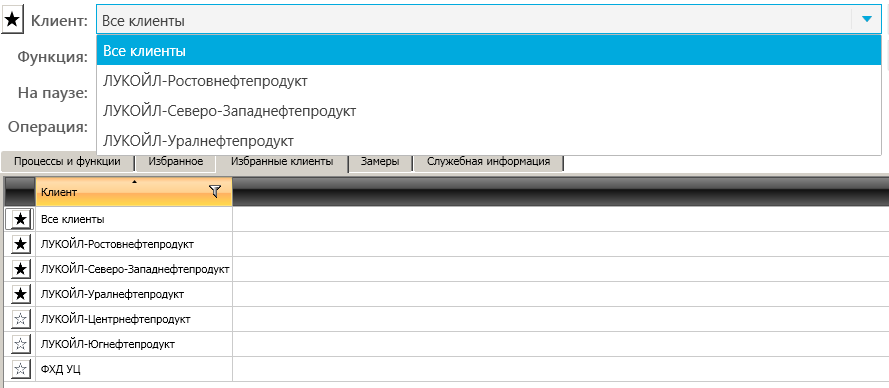 Клиент: Все клиенты
Все клиенты
Функция:
ЛУКОЙЛ-Ростовнефтепродукт
На паузе:
ЛУКОЙЛ-Северо-Западнефтепродукт
Операция:
ЛУКОЙЛ-Уралнефтепродукт
Процессы и функции Избранное Избранные клиенты Замеры Служебная информация
Клиент
Все клиенты
ЛУКОЙЛ-Ростовнефтепродукт
ЛУКОЙЛ-Северо-Западнефтепродукт
ЛУКОЙЛ-Уралнефтепродукт
ЛУКОЙЛ-Центрнефтепродукт
ЛУКОЙЛ-Югнефтепродукт
ФХД УЦ